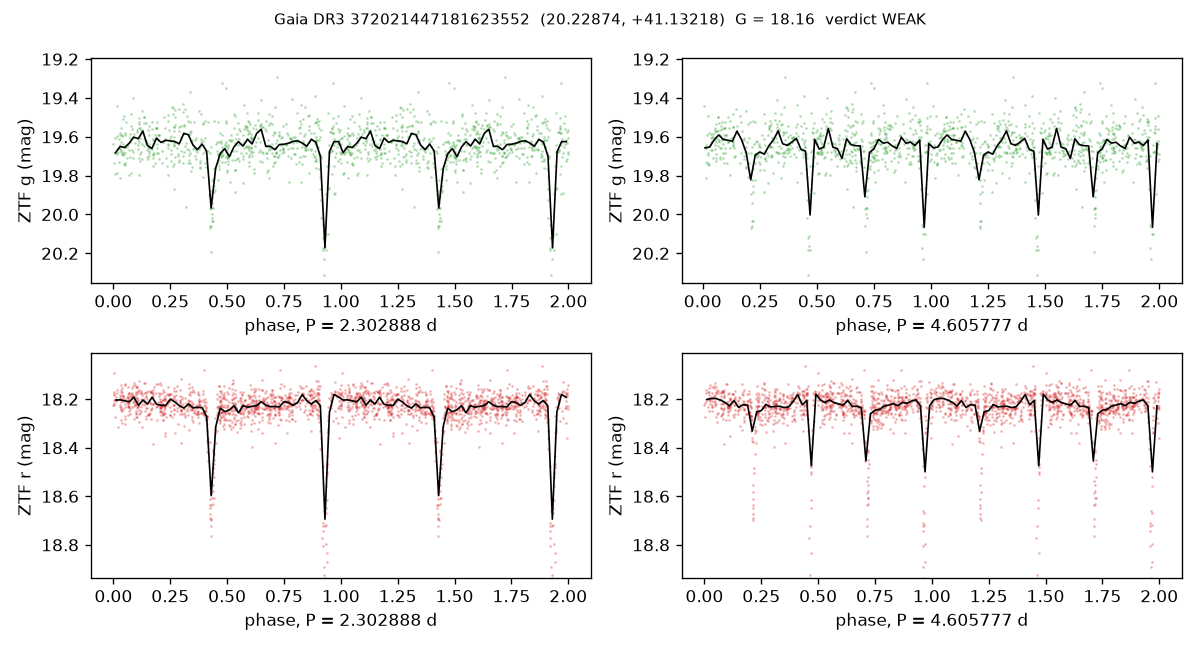 Gaia DR3 372021447181623552  (20.22874, +41.13218)  G = 18.16  verdict WEAK
19.2
19.4
19.6
19.8
20.0
20.2
ZTF g (mag)
0.00 0.25 0.50 0.75 1.00 1.25 1.50 1.75 2.00
phase, P = 2.302888 d
19.2
19.4
19.6
19.8
20.0
20.2
ZTF g (mag)
0.00 0.25 0.50 0.75 1.00 1.25 1.50 1.75 2.00
phase, P = 4.605777 d
18.2
18.4
18.6
18.8
ZTF r (mag)
0.00 0.25 0.50 0.75 1.00 1.25 1.50 1.75 2.00
phase, P = 2.302888 d
18.2
18.4
18.6
18.8
ZTF r (mag)
0.00 0.25 0.50 0.75 1.00 1.25 1.50 1.75 2.00
phase, P = 4.605777 d